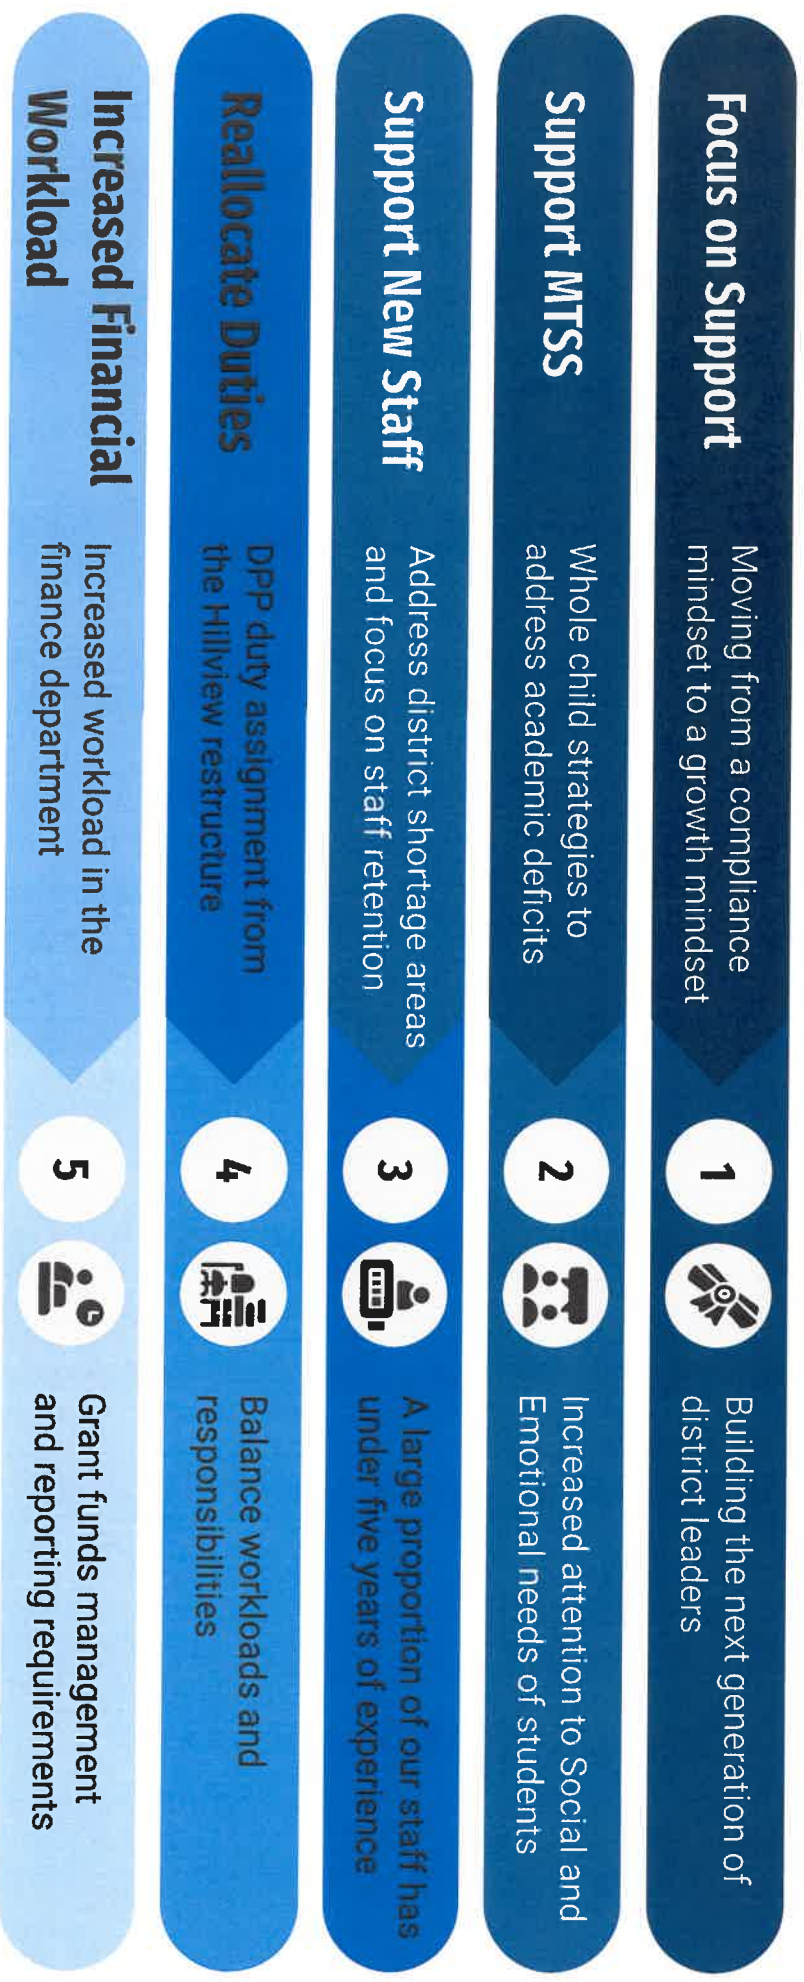 Focus on Support
Moving from a compliance
mindset to a growth mindset
1
Building the next generation of
district leaders
Support MTSS
Whole child strategies to
address academic deficits
2
Increased attention to Social and
Emotional needs of students
Support New Staff
Address district shortage areas
and focus on staff retention
3
A large proportion of our staff has
under five years of experience
Reallocate Duties
DPP duty assignment from
the Hillview restructure
4
Balance workloads and
responsibilities
Increased Financial
Workload
Increased workload in the
finance department
5
Grant funds management
and reporting requirements